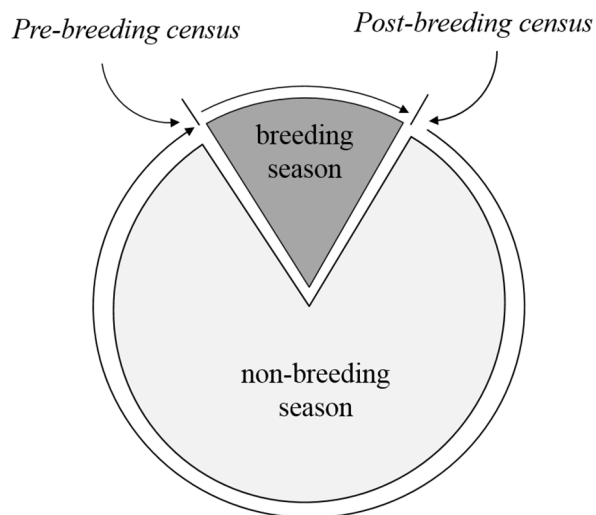 Pre-breeding census
Post-breeding census
breeding
season
non-breeding
season